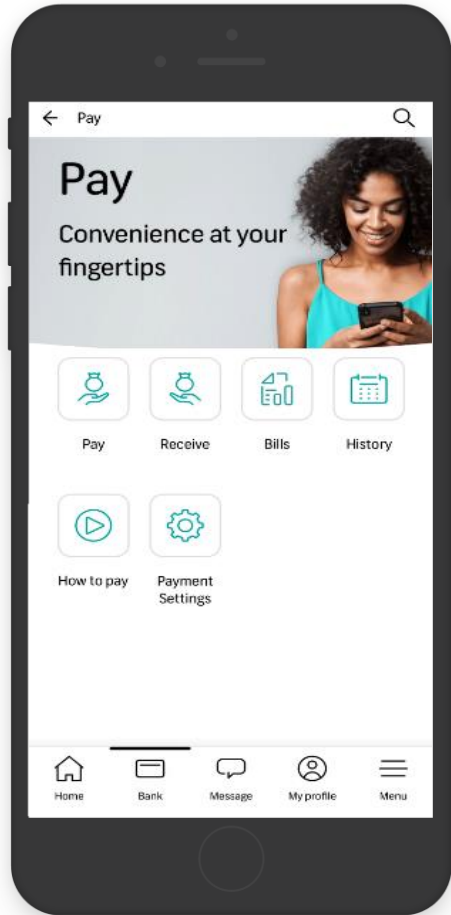 Pay
Pay
Convenience at your
fingertips
Pay Receive Bills History
How to pay Payment
Settings
Home Bank Message My profile Menu